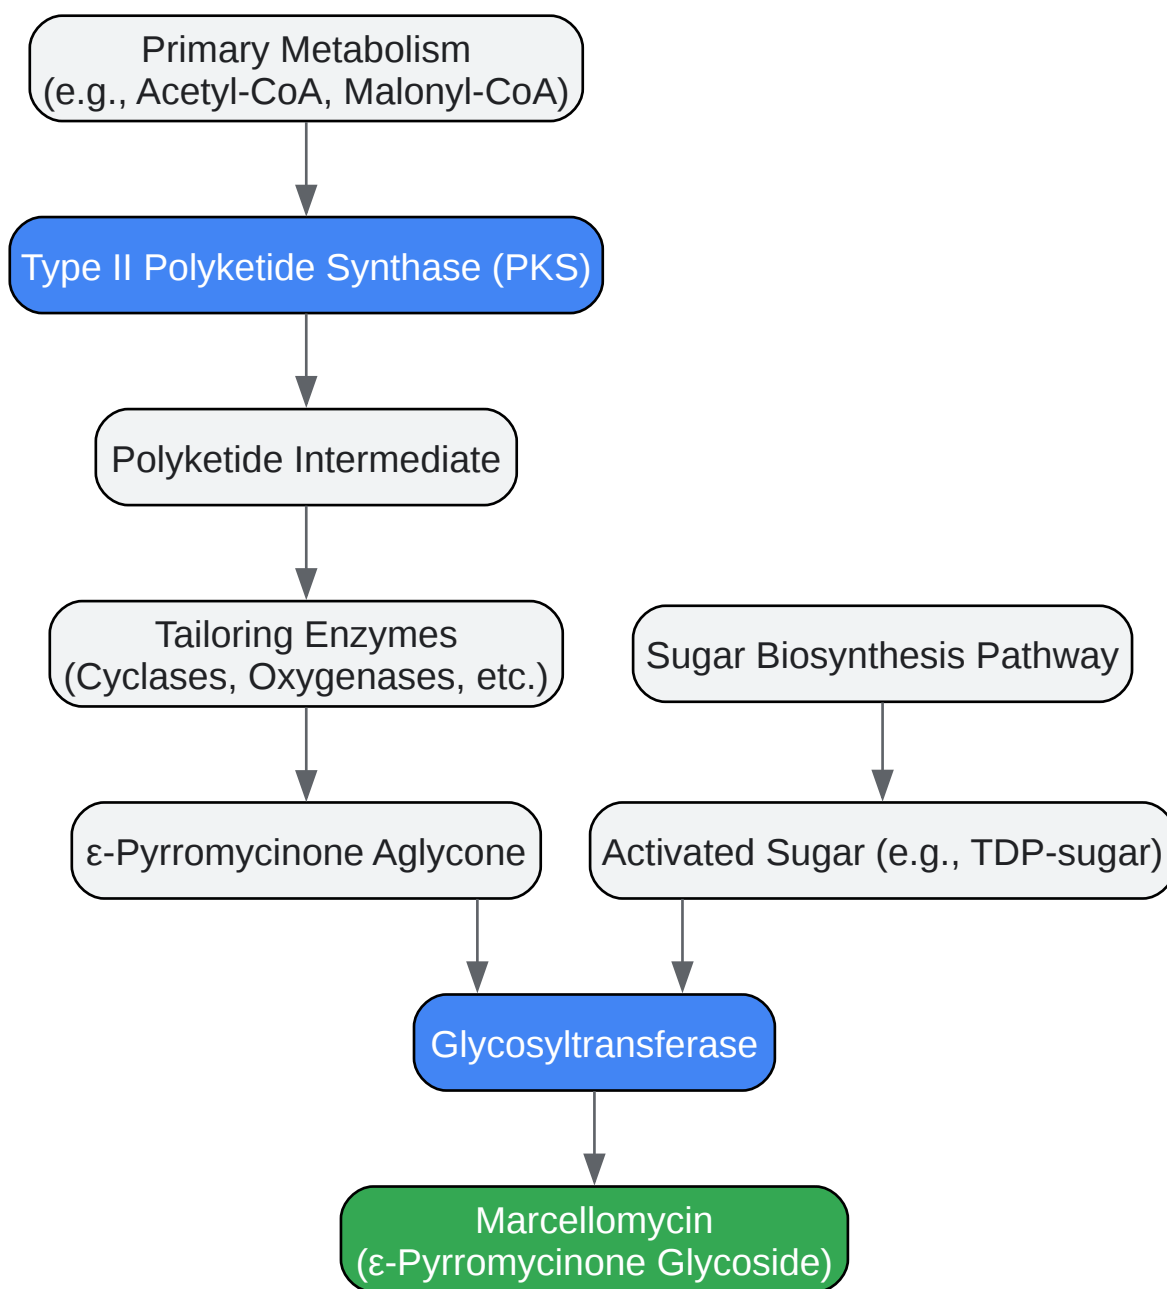 Primary Metabolism
(e.g., Acetyl-CoA, Malonyl-CoA)
Type II Polyketide Synthase (PKS)
Polyketide Intermediate
Tailoring Enzymes
(Cyclases, Oxygenases, etc.)
Sugar Biosynthesis Pathway
ε-Pyrromycinone Aglycone
Activated Sugar (e.g., TDP-sugar)
Glycosyltransferase
Marcellomycin
(ε-Pyrromycinone Glycoside)